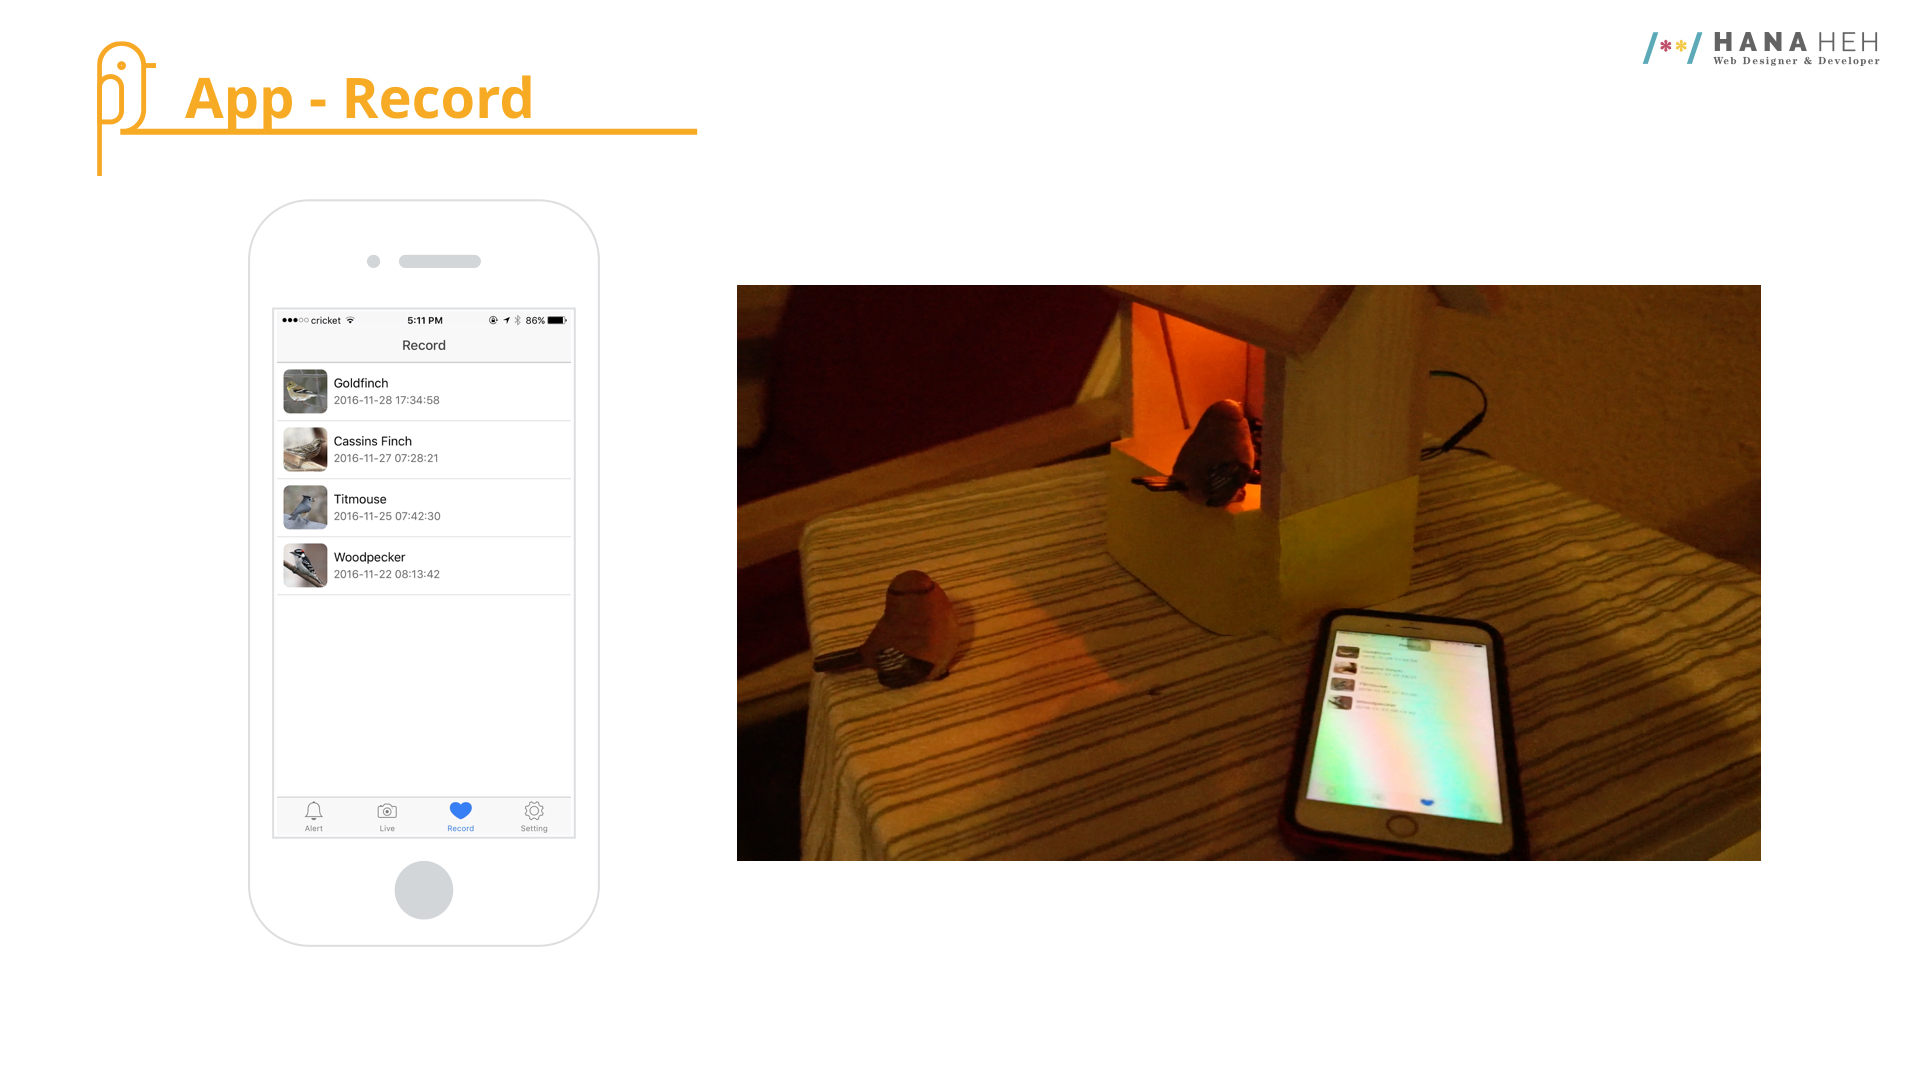 App - Record
/**/ HANA HEH
Web Designer & Developer
cricket 5:11 PM 86%
Record
Goldfinch
2016-11-28 17:34:58
Cassins Finch
2016-11-27 07:28:21
Titmouse
2016-11-25 07:42:30
Woodpecker
2016-11-22 08:13:42
Alert Live Record Setting